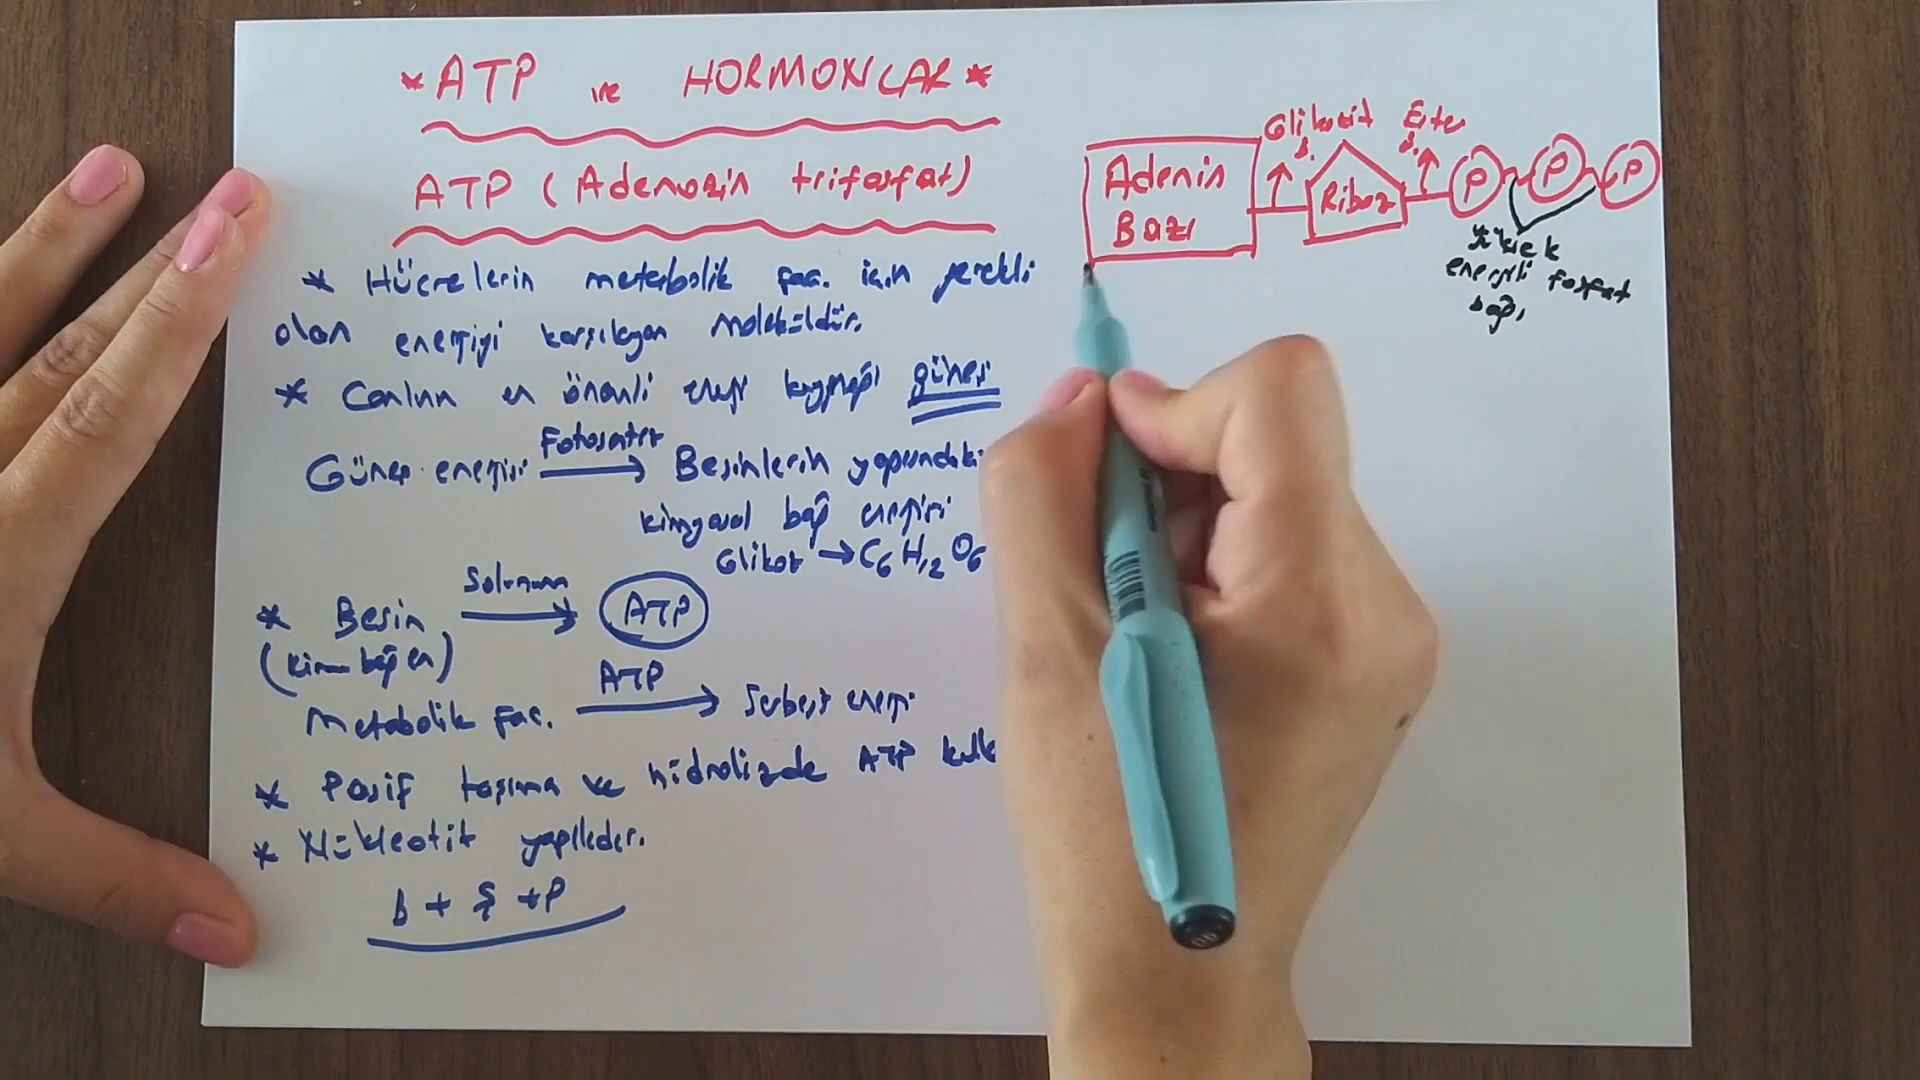 *ATP ve HORMONLAR*
ATP (Adenozin trifosfat)
* Hücrelerin metabolik faa. için gerekli
olan enerjiyi karşılayan moleküldür.
* Canlının en önemli enerji kaynağı güneş
Fotosentez
Güneş enerjisi → Besinlerin yapısındaki
kimyasal bağ enerjisi
Glikoz → C6 H12 O6
Solunum
* Besin → ATP
(kim bağ en)
ATP
Metabolik faa. → Serbest enerji
* Pasif taşıma ve hidrolizde ATP
* Nükleotit yapılıdır.
b + ş + P
Glikozit b. Ester b.
Adenin Bazı
Riboz
P P P
Yüksek
enerjili fosfat
bağı